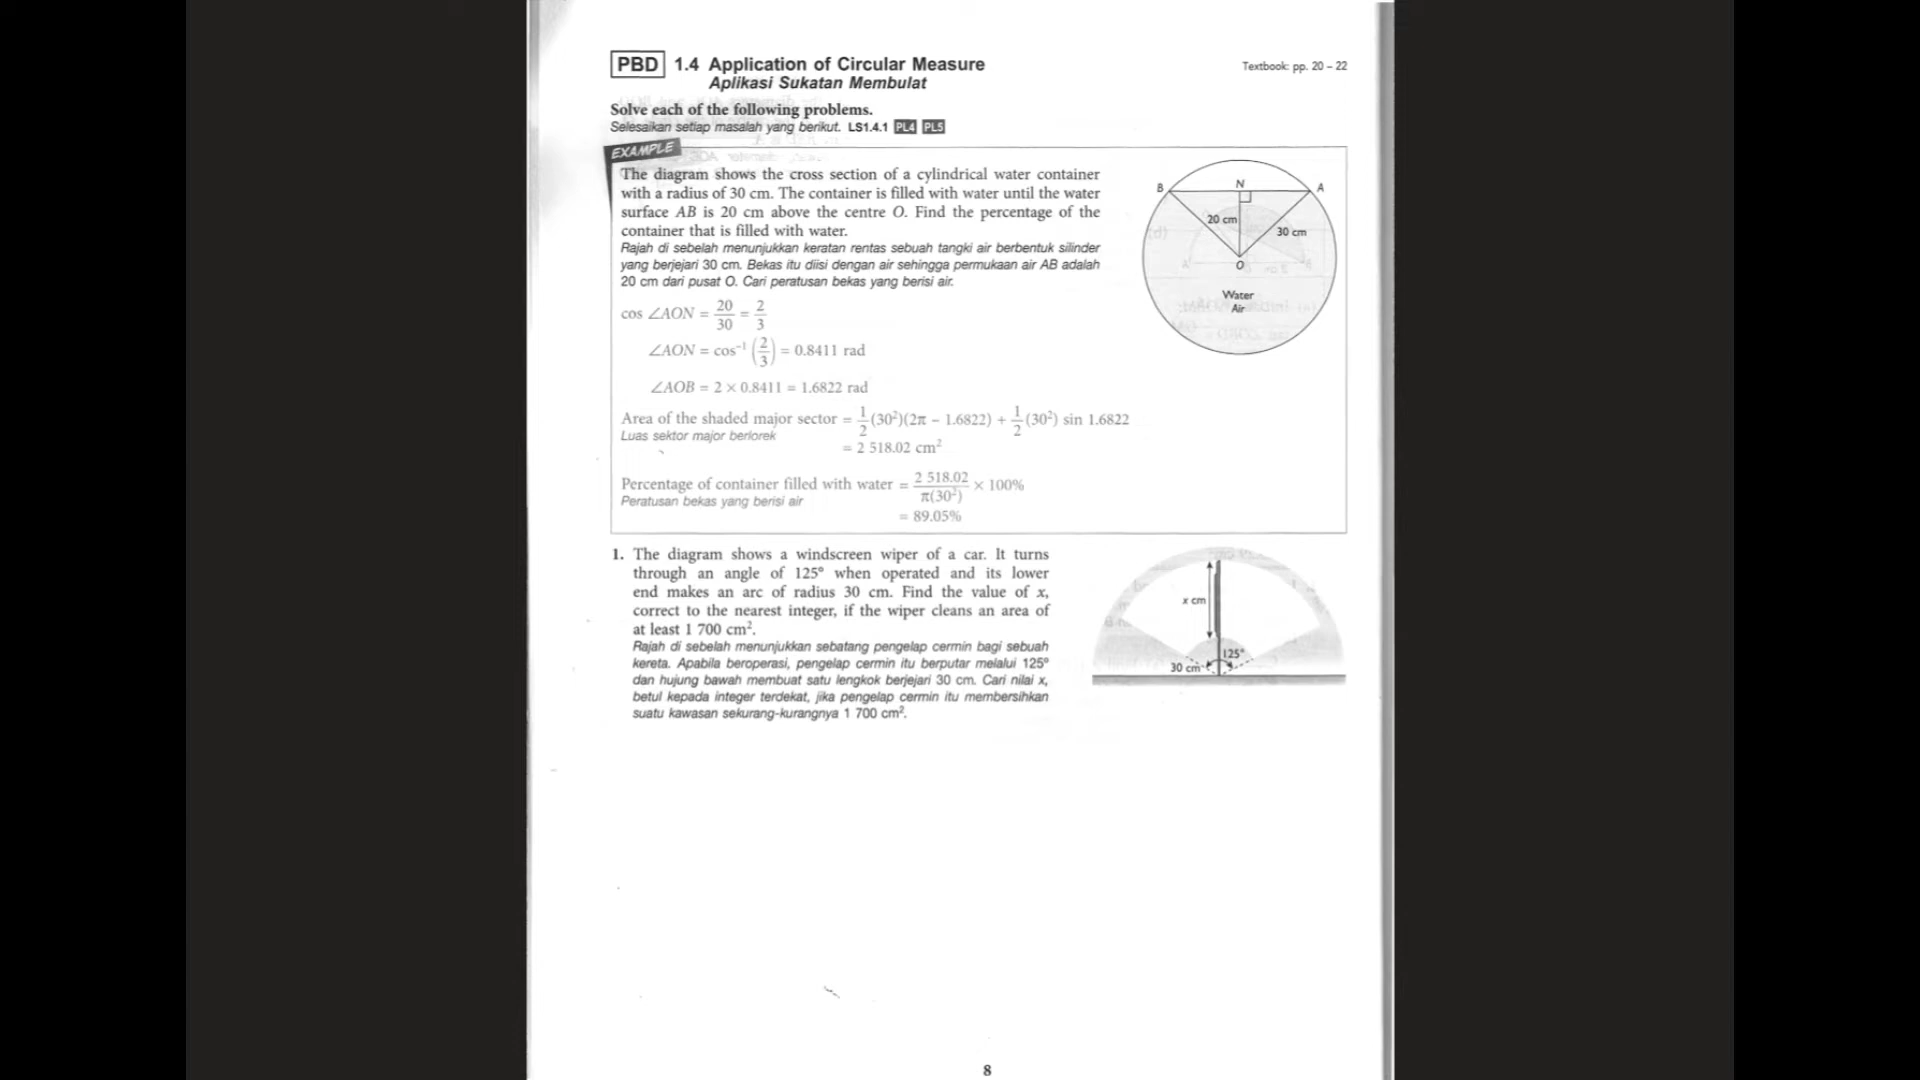 PBD 1.4 Application of Circular Measure
Aplikasi Sukatan Membulat
Textbook: pp. 20 – 22
Solve each of the following problems.
Selesaikan setiap masalah yang berikut. LS1.4.1 PL4 PL5
EXAMPLE
The diagram shows the cross section of a cylindrical water container
with a radius of 30 cm. The container is filled with water until the water
surface AB is 20 cm above the centre O. Find the percentage of the
container that is filled with water.
Rajah di sebelah menunjukkan keratan rentas sebuah tangki air berbentuk silinder
yang berjejari 30 cm. Bekas itu diisi dengan air sehingga permukaan air AB adalah
20 cm dari pusat O. Cari peratusan bekas yang berisi air.
B N A
20 cm
30 cm
O
Water
Air
cos ∠AON = 20/30 = 2/3
∠AON = cos⁻¹ (2/3) = 0.8411 rad
∠AOB = 2 × 0.8411 = 1.6822 rad
Area of the shaded major sector = 1/2(30²)(2π – 1.6822) + 1/2(30²) sin 1.6822
Luas sektor major berlorek
= 2 518.02 cm²
Percentage of container filled with water = 2 518.02/π(30²) × 100%
Peratusan bekas yang berisi air
= 89.05%
1. The diagram shows a windscreen wiper of a car. It turns
through an angle of 125° when operated and its lower
end makes an arc of radius 30 cm. Find the value of x,
correct to the nearest integer, if the wiper cleans an area of
at least 1 700 cm².
Rajah di sebelah menunjukkan sebatang pengelap cermin bagi sebuah
kereta. Apabila beroperasi, pengelap cermin itu berputar melalui 125°
dan hujung bawah membuat satu lengkok berjejari 30 cm. Cari nilai x,
betul kepada integer terdekat, jika pengelap cermin itu membersihkan
suatu kawasan sekurang-kurangnya 1 700 cm².
x cm
125°
30 cm
8